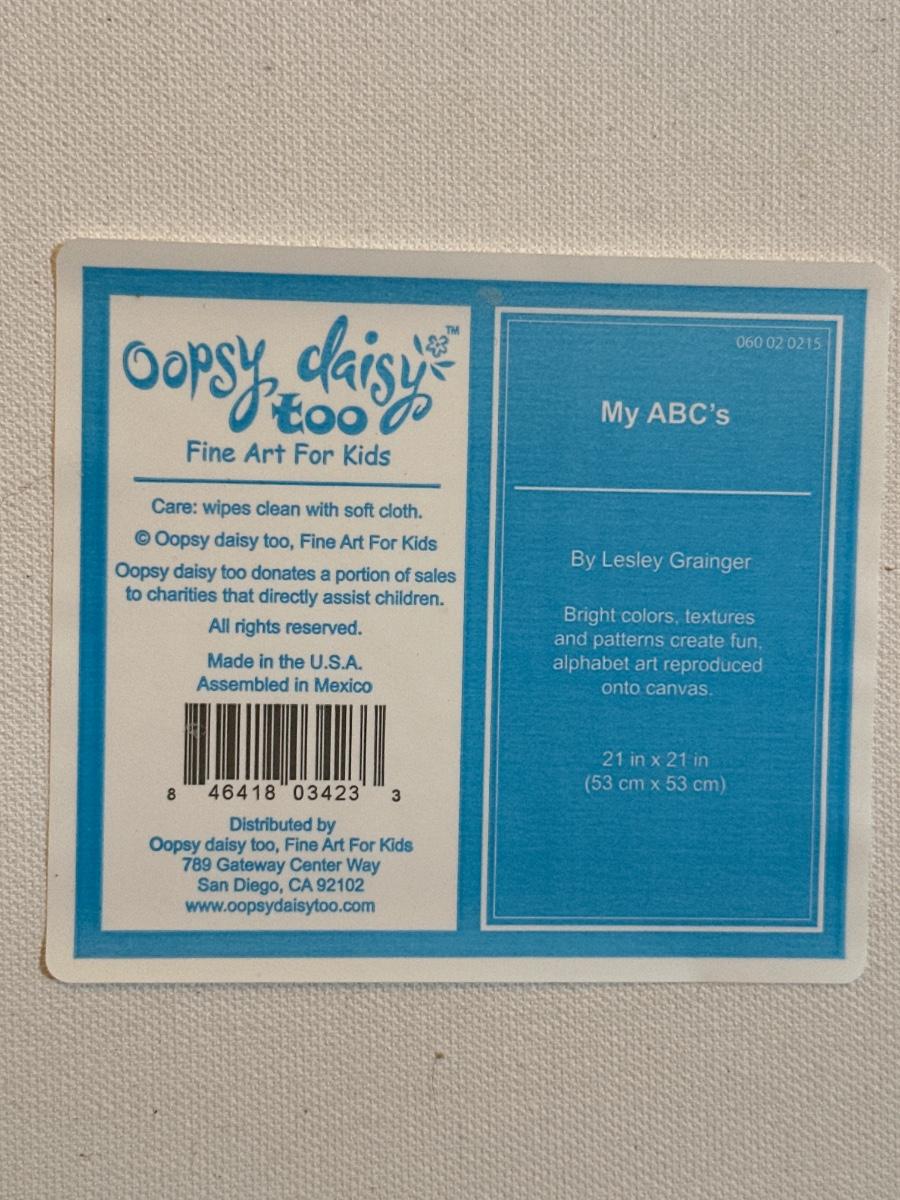 Oopsy daisy™
too
Fine Art For Kids
Care: wipes clean with soft cloth.
© Oopsy daisy too, Fine Art For Kids
Oopsy daisy too donates a portion of sales
to charities that directly assist children.
All rights reserved.
Made in the U.S.A.
Assembled in Mexico
8 46418 03423 3
Distributed by
Oopsy daisy too, Fine Art For Kids
789 Gateway Center Way
San Diego, CA 92102
www.oopsydaisytoo.com
060 02 0215
My ABC's
By Lesley Grainger
Bright colors, textures
and patterns create fun,
alphabet art reproduced
onto canvas.
21 in x 21 in
(53 cm x 53 cm)